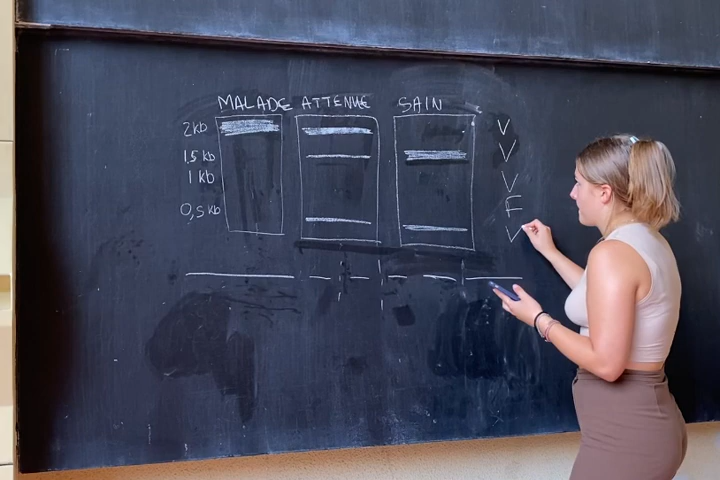 MALADE ATTENUE SAIN
2kb
1,5 kb
1 kb
0,5 kb
V
V
V
F
V